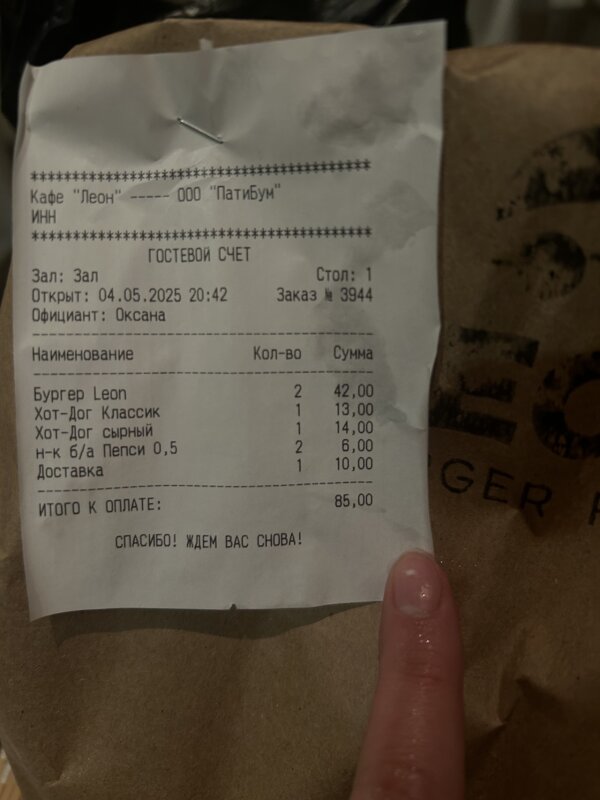 ***************************************
Кафе "Леон" ----- ООО "ПатиБум"
ИНН
***************************************
ГОСТЕВОЙ СЧЕТ
Зал: Зал Стол: 1
Открыт: 04.05.2025 20:42 Заказ № 3944
Официант: Оксана
Наименование Кол-во Сумма
Бургер Leon 2 42,00
Хот-Дог Классик 1 13,00
Хот-Дог сырный 1 14,00
н-к б/а Пепси 0,5 2 6,00
Доставка 1 10,00
ИТОГО К ОПЛАТЕ: 85,00
СПАСИБО! ЖДЕМ ВАС СНОВА!